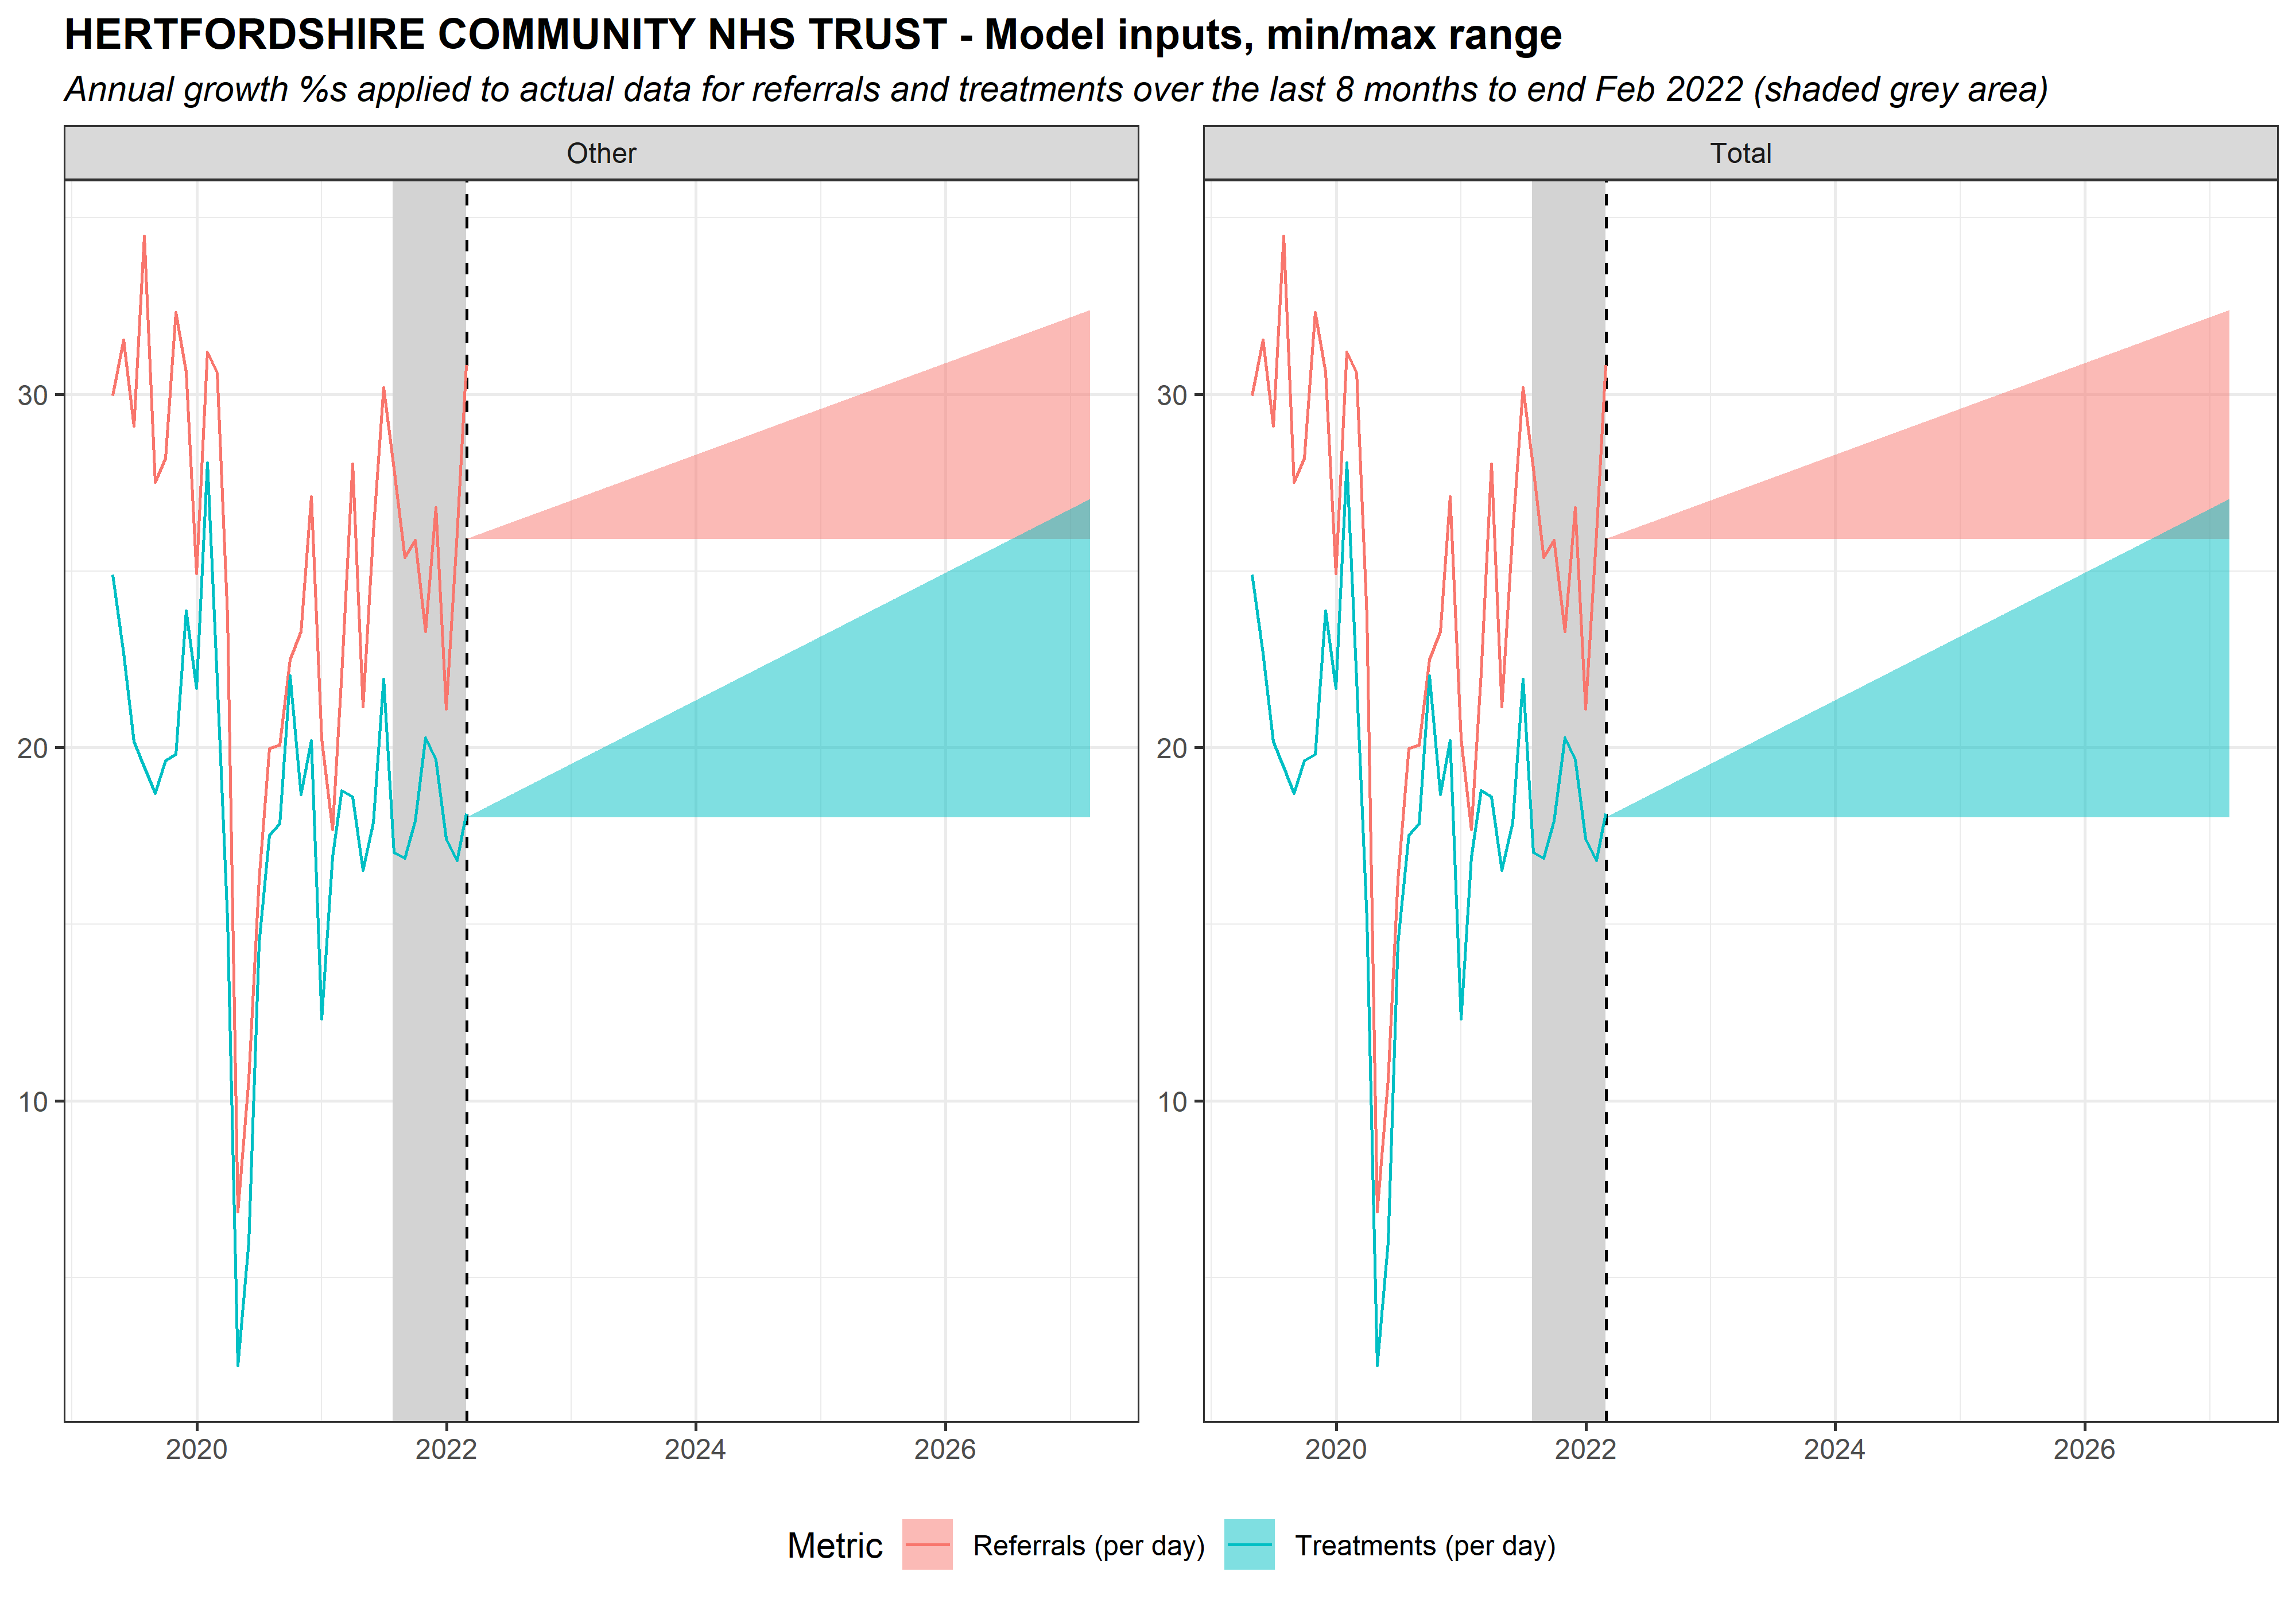 HERTFORDSHIRE COMMUNITY NHS TRUST - Model inputs, min/max range
Annual growth %s applied to actual data for referrals and treatments over the last 8 months to end Feb 2022 (shaded grey area)
Other
Total
30
20
10
30
20
10
2020 2022 2024 2026
2020 2022 2024 2026
Metric Referrals (per day) Treatments (per day)